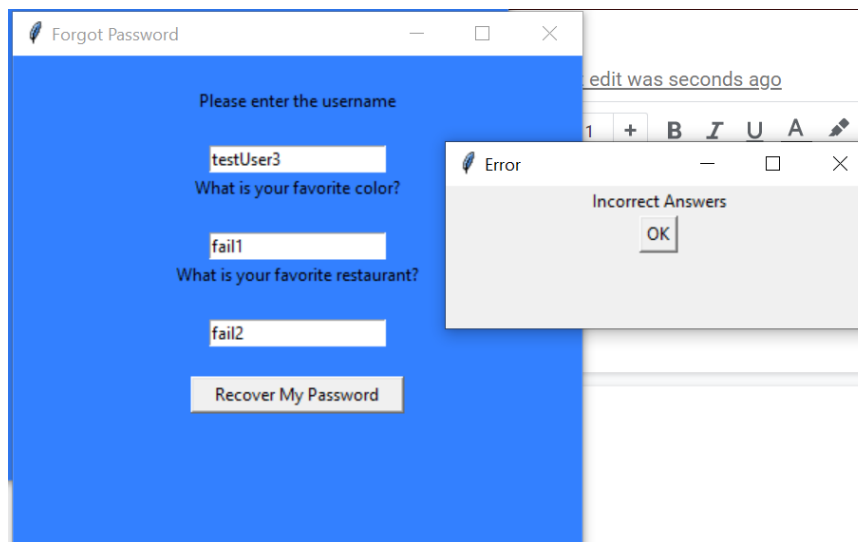 Forgot Password
Please enter the username
testUser3
What is your favorite color?
fail1
What is your favorite restaurant?
fail2
Recover My Password
edit was seconds ago
1 + B I U A
Error
Incorrect Answers
OK